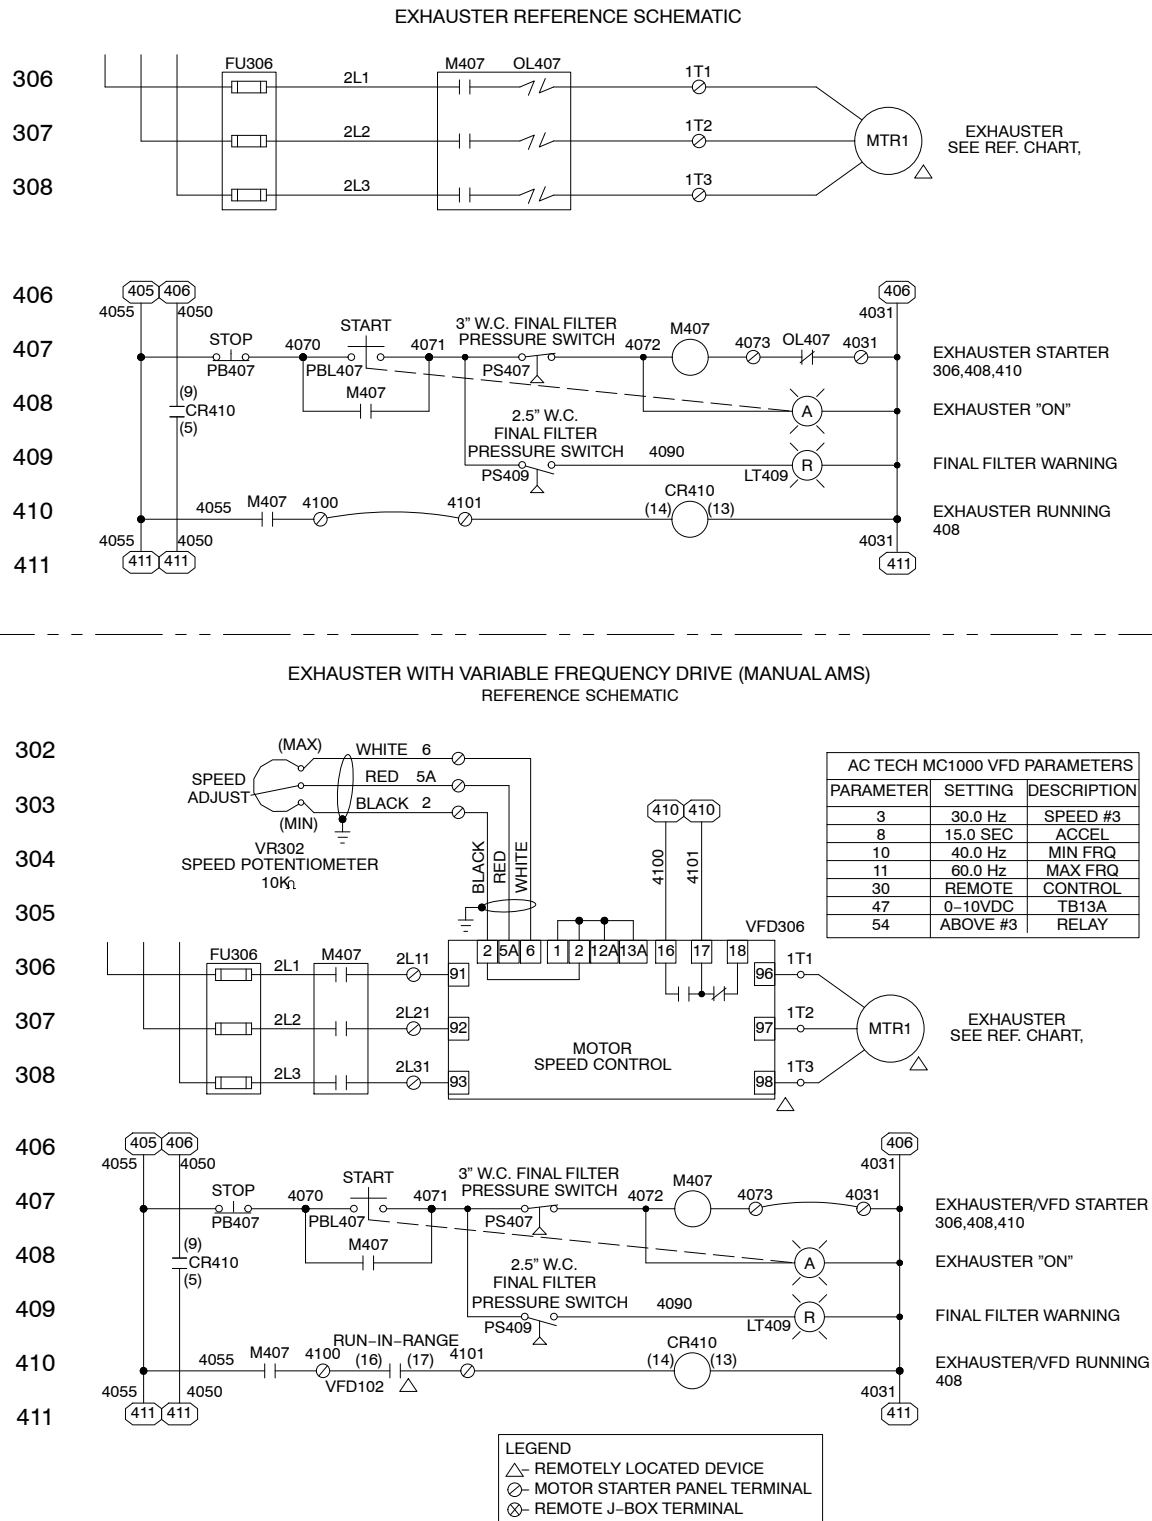 EXHAUSTER REFERENCE SCHEMATIC
306
FU306
2L1
M407
OL407
1T1
307
2L2
1T2
MTR1
EXHAUSTER
SEE REF. CHART,
308
2L3
1T3
406
405
406
406
4055
4050
4031
407
STOP
PB407
4070
START
PBL407
4071
3” W.C. FINAL FILTER
PRESSURE SWITCH
PS407
4072
M407
4073
OL407
4031
EXHAUSTER STARTER
306,408,410
408
(9)
CR410
(5)
M407
A
EXHAUSTER ”ON”
409
2.5” W.C.
FINAL FILTER
PRESSURE SWITCH
PS409
4090
LT409
R
FINAL FILTER WARNING
410
4055
M407
4100
4101
CR410
(14)
(13)
EXHAUSTER RUNNING
408
4055
4050
4031
411
411
411
411
EXHAUSTER WITH VARIABLE FREQUENCY DRIVE (MANUAL AMS)
REFERENCE SCHEMATIC
302
(MAX)
WHITE 6
SPEED
ADJUST
RED 5A
303
BLACK 2
(MIN)
VR302
SPEED POTENTIOMETER
10KΩ
304
BLACK
RED
WHITE
410
410
4100
4101
AC TECH MC1000 VFD PARAMETERS
PARAMETER SETTING DESCRIPTION
3 30.0 Hz SPEED #3
8 15.0 SEC ACCEL
10 40.0 Hz MIN FRQ
11 60.0 Hz MAX FRQ
30 REMOTE CONTROL
47 0–10VDC TB13A
54 ABOVE #3 RELAY
305
VFD306
2 5A 6 1 2 12A 13A 16 17 18
306
FU306
2L1
M407
2L11
91
96
1T1
307
2L2
2L21
92
97
1T2
MTR1
EXHAUSTER
SEE REF. CHART,
MOTOR
SPEED CONTROL
308
2L3
2L31
93
98
1T3
406
405
406
406
4055
4050
4031
407
STOP
PB407
4070
START
PBL407
4071
3” W.C. FINAL FILTER
PRESSURE SWITCH
PS407
4072
M407
4073
4031
EXHAUSTER/VFD STARTER
306,408,410
408
(9)
CR410
(5)
M407
A
EXHAUSTER ”ON”
409
2.5” W.C.
FINAL FILTER
PRESSURE SWITCH
PS409
4090
LT409
R
FINAL FILTER WARNING
410
4055
M407
4100
RUN–IN–RANGE
(16)
(17)
VFD102
4101
CR410
(14)
(13)
EXHAUSTER/VFD RUNNING
408
4055
4050
4031
411
411
411
411
LEGEND
– REMOTELY LOCATED DEVICE
– MOTOR STARTER PANEL TERMINAL
– REMOTE J–BOX TERMINAL